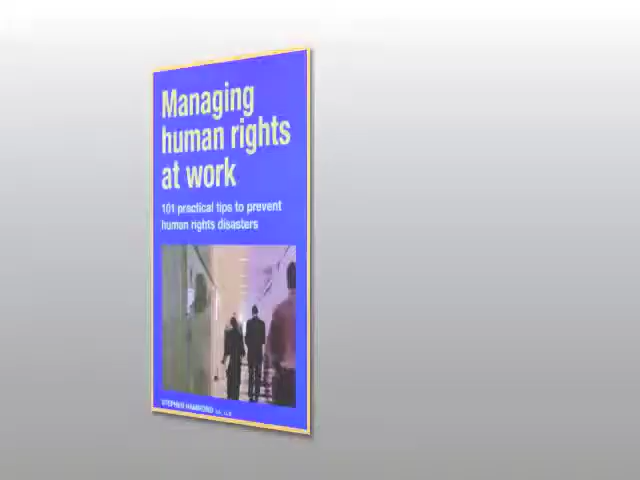 Managing
human rights
at work
101 practical tips to prevent
human rights disasters
STEPHEN HAMMOND